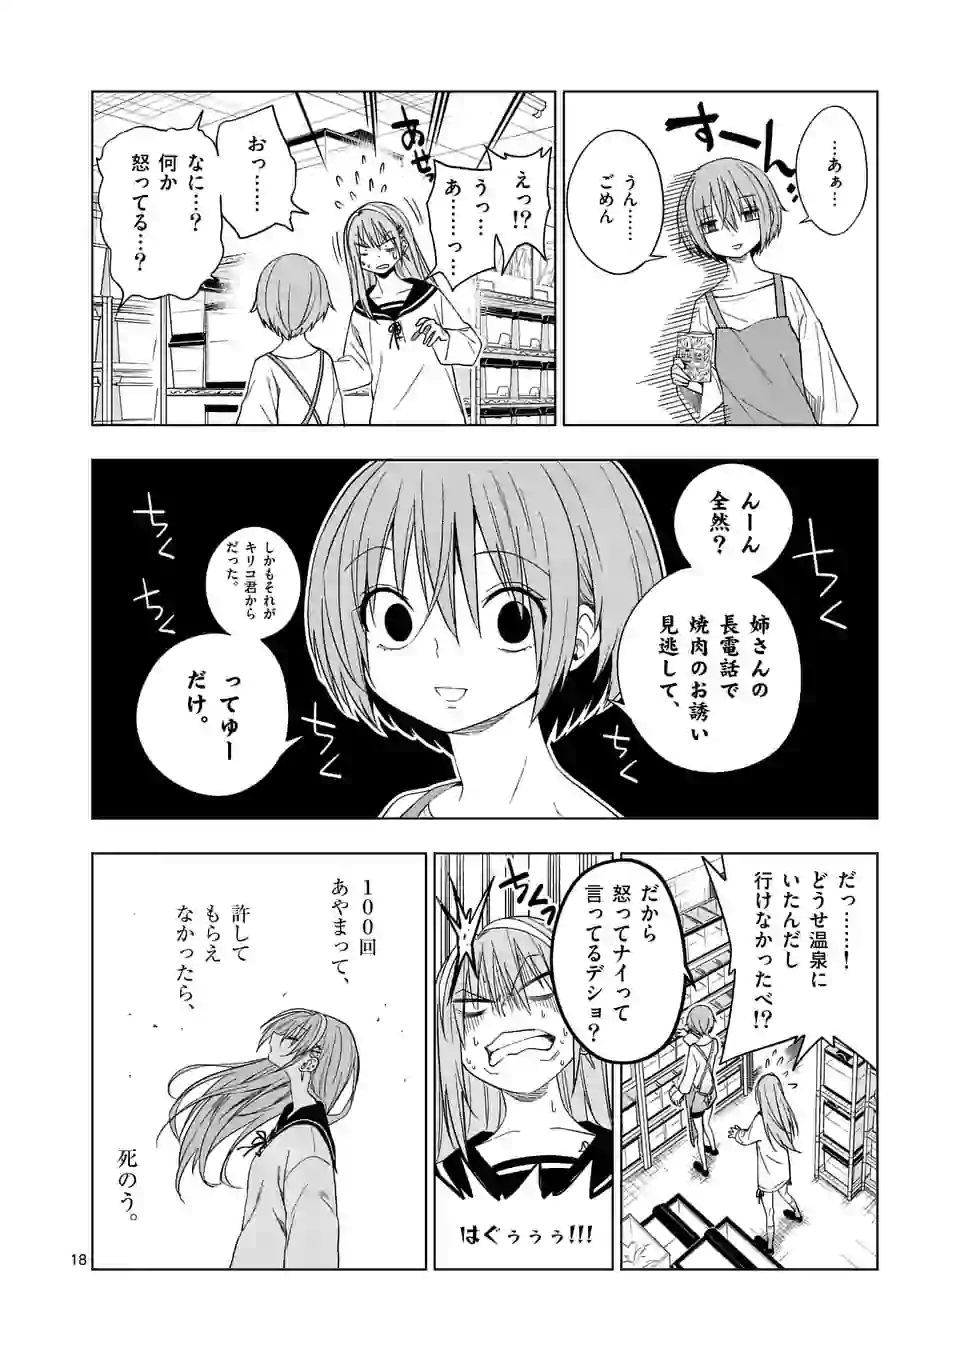 すーん…
…あぁ…
うん……
ごめん
あせっ
えっ!?
うっ…
あ……っ
おっ……
なに…?
何か
怒ってる…?
んーん
全然?
姉さんの
長電話で
焼肉のお誘い
見逃して、
しかもそれが
キリコ君から
だった。
ってゆー
だけ。
ちく
ちく
ちく
ちく
だっ……!
どうせ温泉に
いたんだし
行けなかったべ!?
だから
怒ってナイって
言ってるデショ?
ちくんっ
はぐぅぅぅ!!!
100回
あやまって、
許して
もらえ
なかったら、
死のう。
18